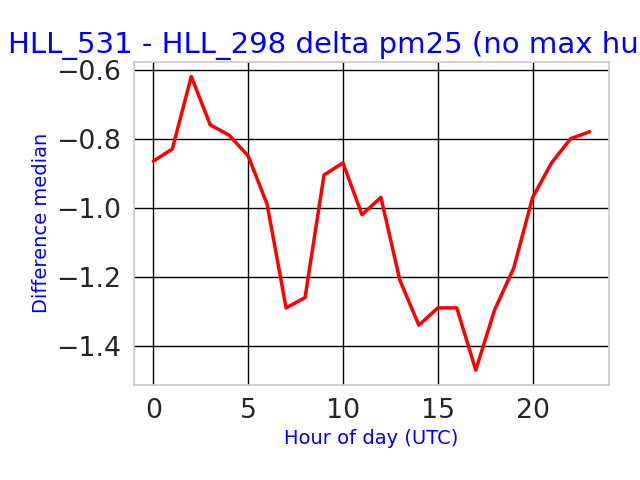 HLL_531 - HLL_298 delta pm25 (no max hu
−0.6
−0.8
−1.0
−1.2
−1.4
Difference median
0 5 10 15 20
Hour of day (UTC)